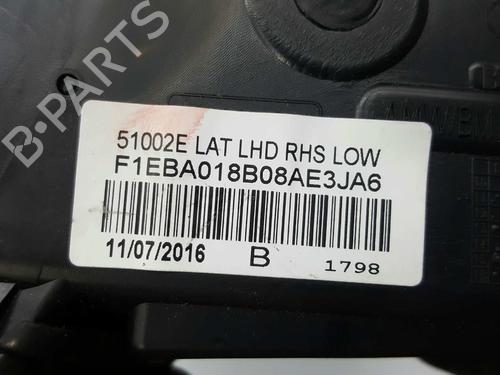 B-PARTS
51002E LAT LHD RHS LOW
F1EBA018B08AE3JA6
11/07/2016 B 1798